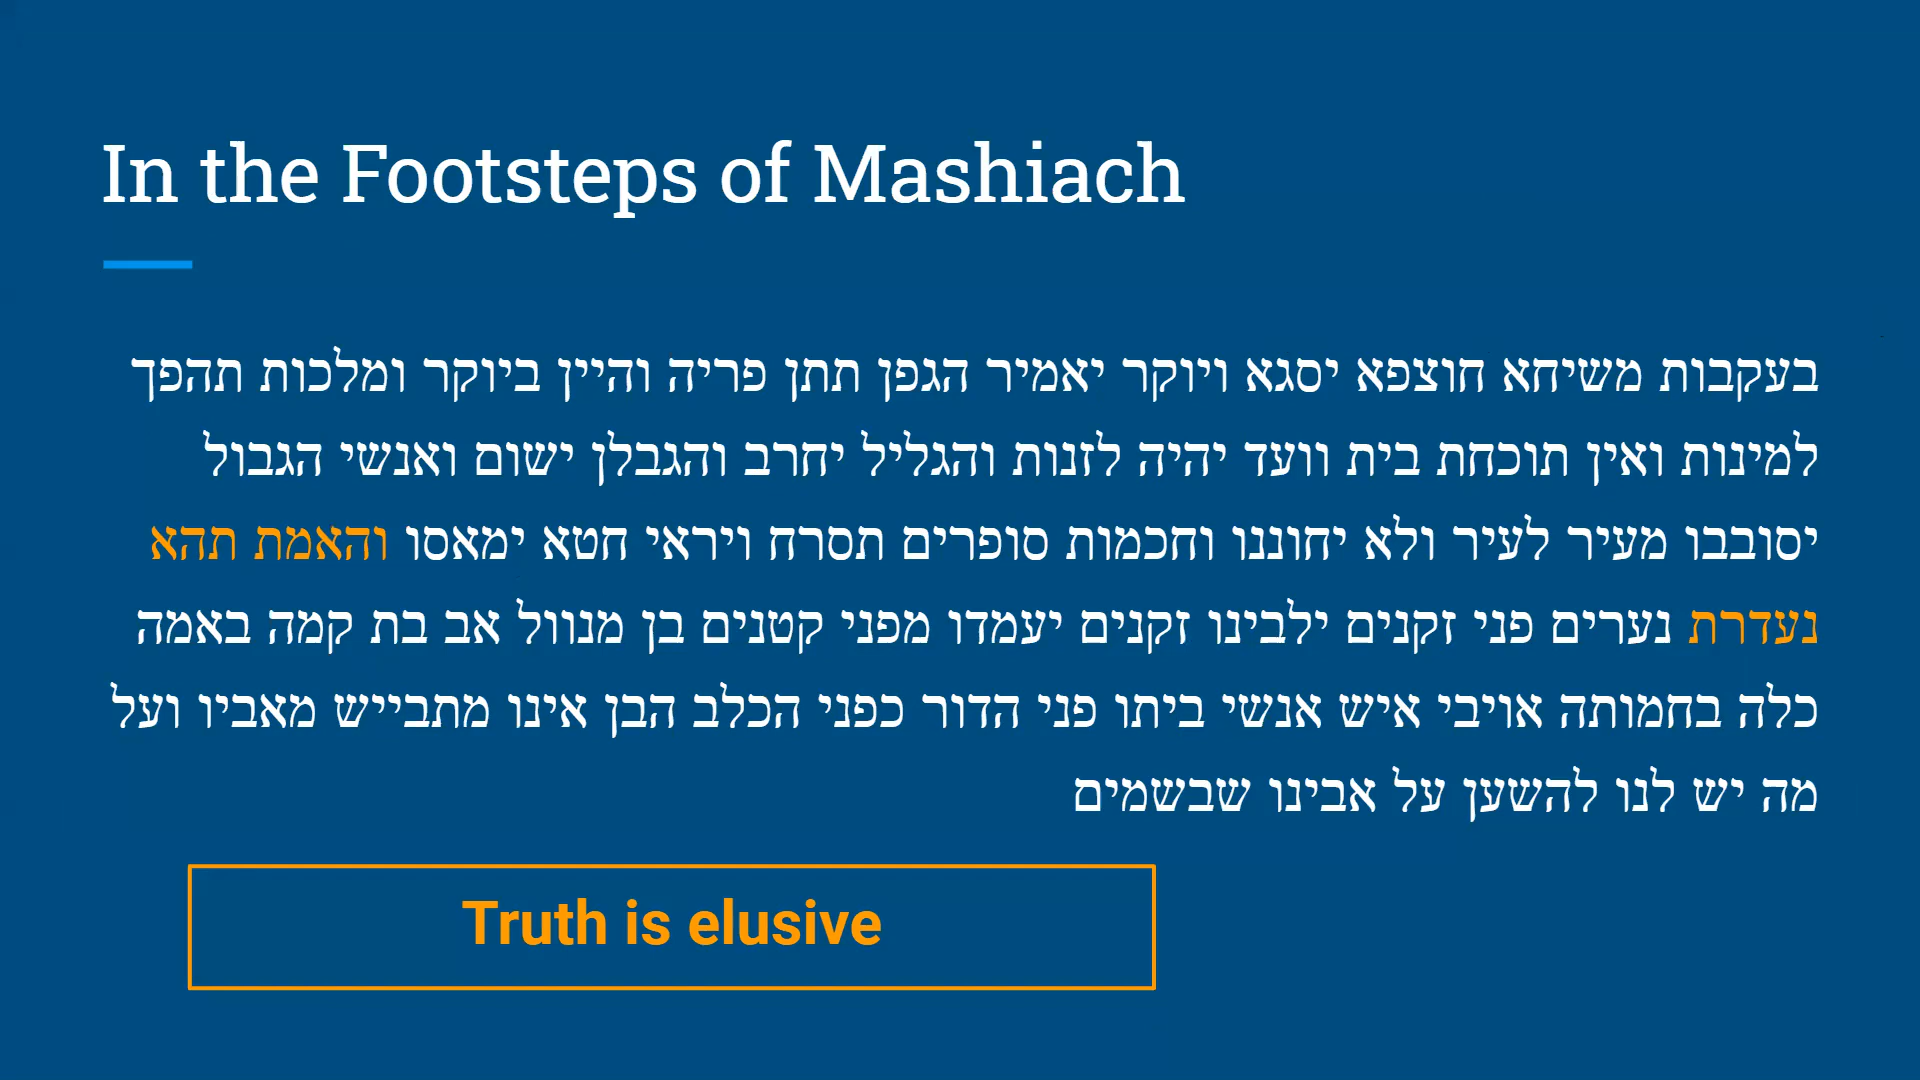 In the Footsteps of Mashiach
בעקבות משיחא חוצפא יסגא ויוקר יאמיר הגפן תתן פריה והיין ביוקר ומלכות תהפך
למינות ואין תוכחת בית וועד יהיה לזנות והגליל יחרב והגבלן ישום ואנשי הגבול
יסובבו מעיר לעיר ולא יחוננו וחכמות סופרים תסרח ויראי חטא ימאסו והאמת תהא
נעדרת נערים פני זקנים ילבינו זקנים יעמדו מפני קטנים בן מנוול אב בת קמה באמה
כלה בחמותה אויבי איש אנשי ביתו פני הדור כפני הכלב הבן אינו מתבייש מאביו ועל
מה יש לנו להשען על אבינו שבשמים
Truth is elusive